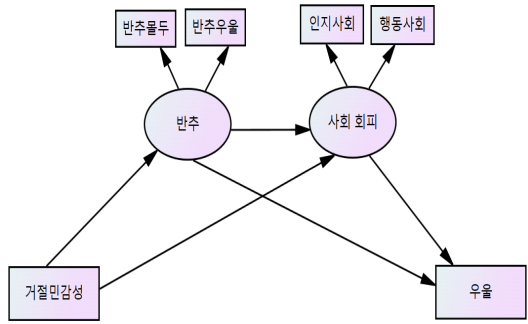 반추몰두
반추우울
인지사회
행동사회
반추
사회 회피
거절민감성
우울